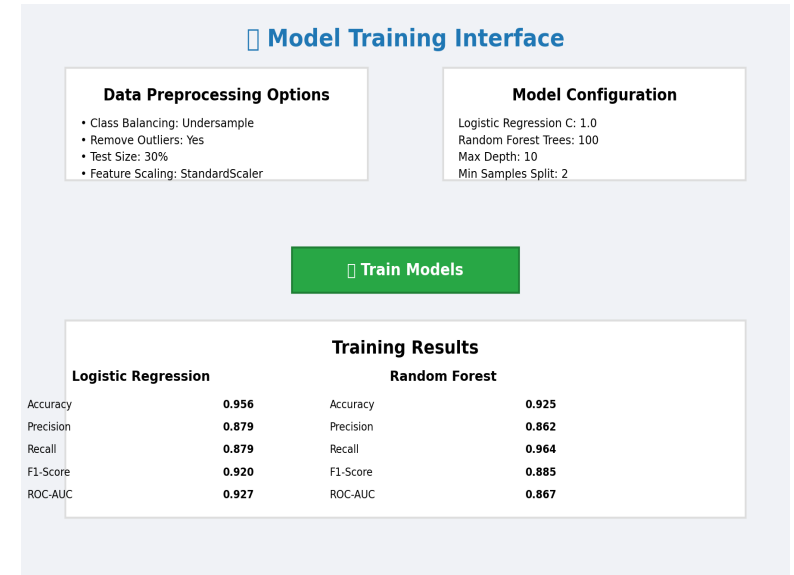 Model Training Interface
Data Preprocessing Options
• Class Balancing: Undersample
• Remove Outliers: Yes
• Test Size: 30%
• Feature Scaling: StandardScaler
Model Configuration
Logistic Regression C: 1.0
Random Forest Trees: 100
Max Depth: 10
Min Samples Split: 2
Train Models
Training Results
Logistic Regression
Accuracy 0.956
Precision 0.879
Recall 0.879
F1-Score 0.920
ROC-AUC 0.927
Random Forest
Accuracy 0.925
Precision 0.862
Recall 0.964
F1-Score 0.885
ROC-AUC 0.867